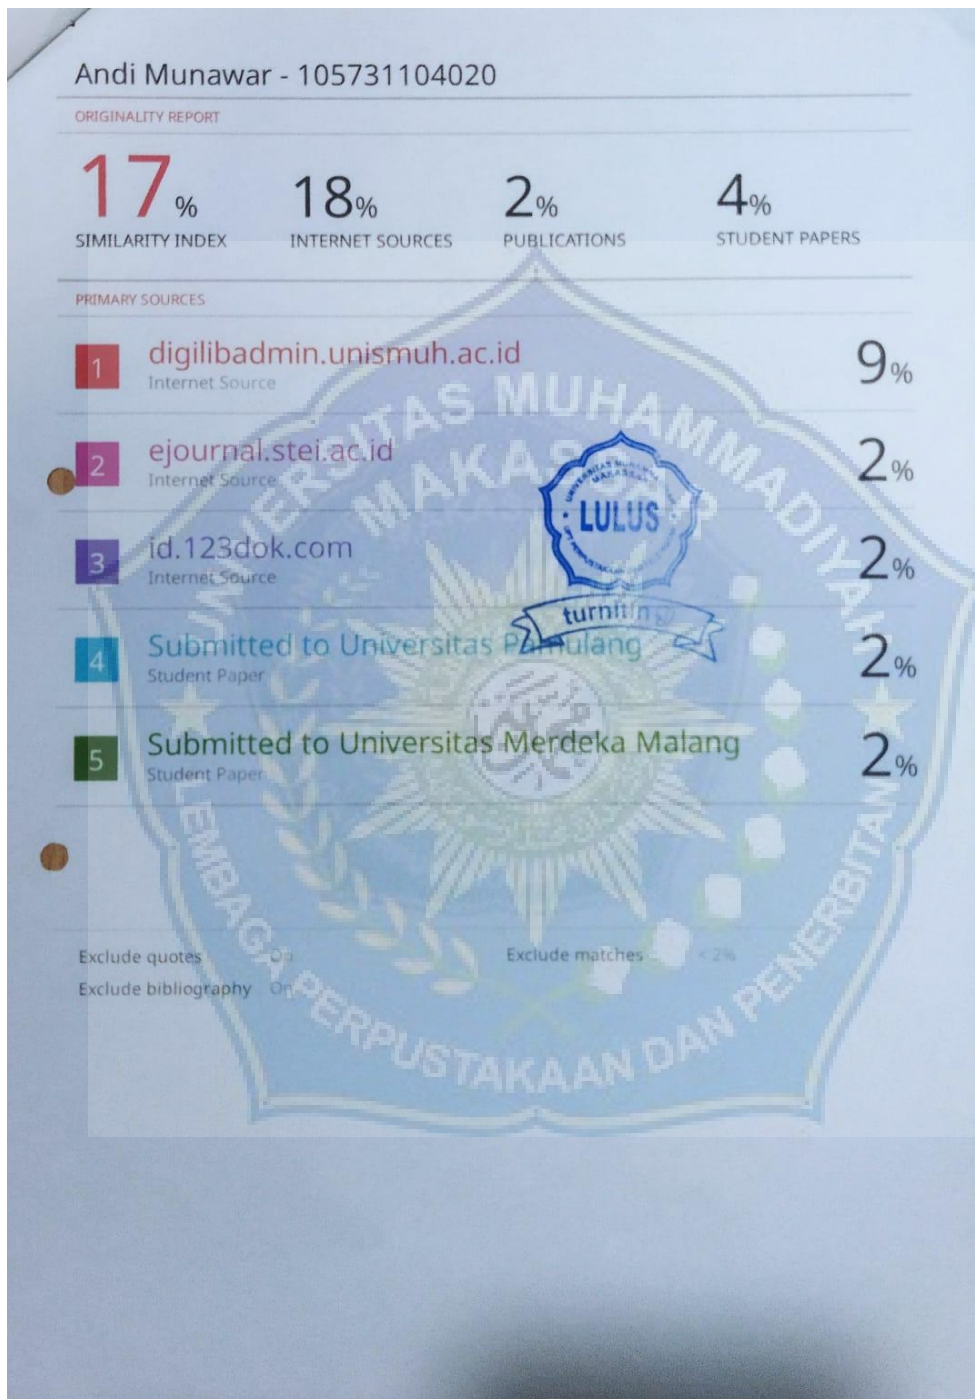 Andi Munawar - 105731104020
ORIGINALITY REPORT
17%
SIMILARITY INDEX
18%
INTERNET SOURCES
2%
PUBLICATIONS
4%
STUDENT PAPERS
PRIMARY SOURCES
1 digilibadmin.unismuh.ac.id 9%
Internet Source
2 ejournal.stei.ac.id 2%
Internet Source
3 id.123dok.com 2%
Internet Source
4 Submitted to Universitas Pamulang 2%
Student Paper
5 Submitted to Universitas Merdeka Malang 2%
Student Paper
Exclude quotes On
Exclude matches < 2%
Exclude bibliography On
UNIVERSITAS MUHAMMADIYAH
MAKASSAR
LEMBAGA PERPUSTAKAAN DAN PENERBITAN
LULUS
turnitin